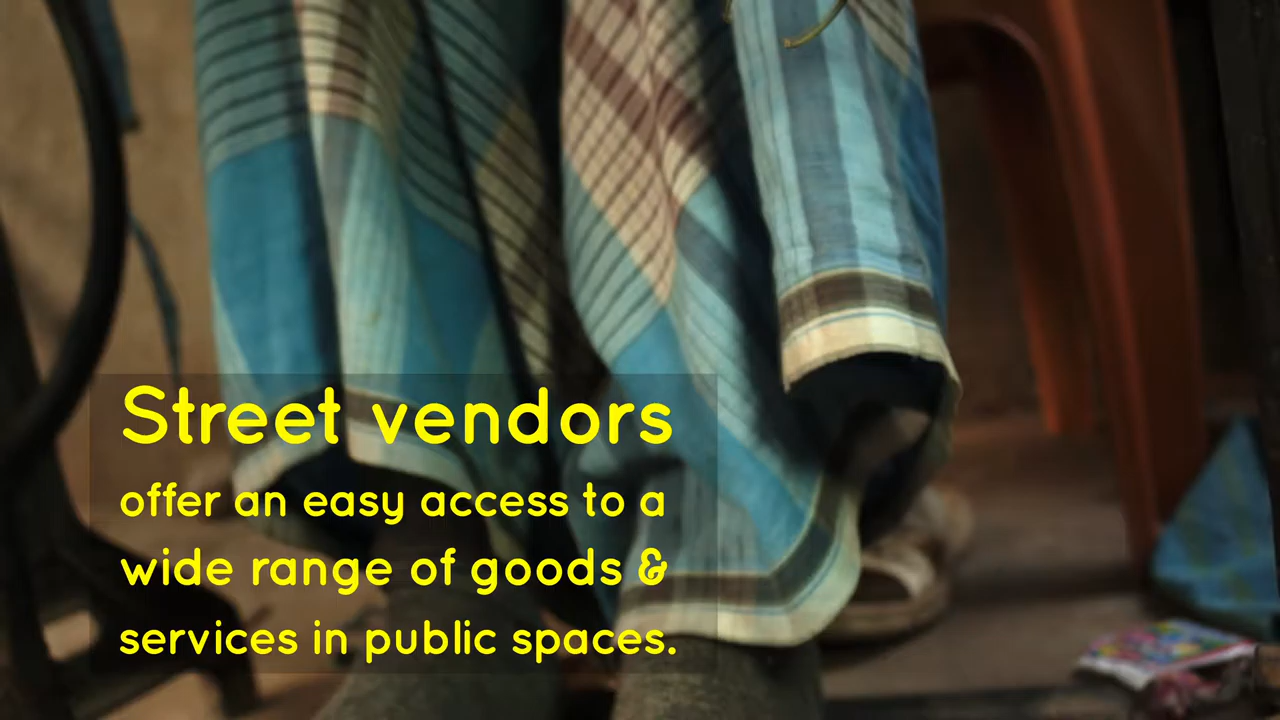 Street vendors
offer an easy access to a
wide range of goods &
services in public spaces.